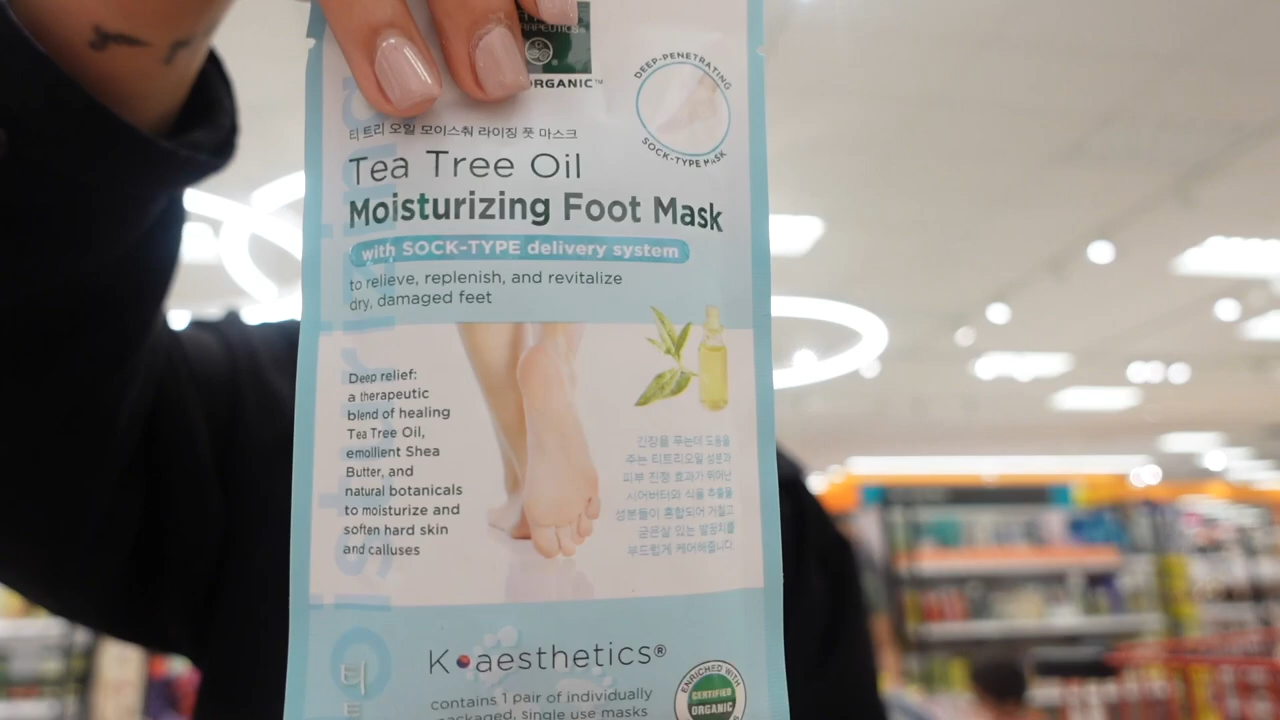 ORGANIC™
DEEP-PENETRATING
SOCK-TYPE MASK
티트리 오일 모이스춰 라이징 풋 마스크
Tea Tree Oil
Moisturizing Foot Mask
with SOCK-TYPE delivery system
to relieve, replenish, and revitalize
dry, damaged feet
Deep relief:
a therapeutic
blend of healing
Tea Tree Oil,
emollient Shea
Butter, and
natural botanicals
to moisturize and
soften hard skin
and calluses
긴장을 푸는데 도움을
주는 티트리오일 성분과
피부 진정 효과가 뛰어난
시어버터와 식물 추출물
성분들이 혼합되어 거칠고
굳은살 있는 발꿈치를
부드럽게 케어해줍니다.
K•aesthetics®
contains 1 pair of individually
packaged, single use masks
ENRICHED WITH
CERTIFIED
ORGANIC